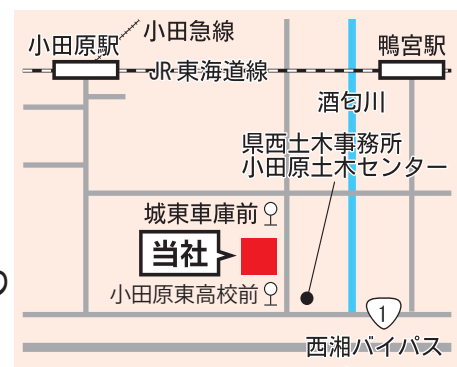 小田急線
小田原駅
鴨宮駅
JR東海道線
酒匂川
県西土木事務所
小田原土木センター
城東車庫前
当社
小田原東高校前
1
西湘バイパス